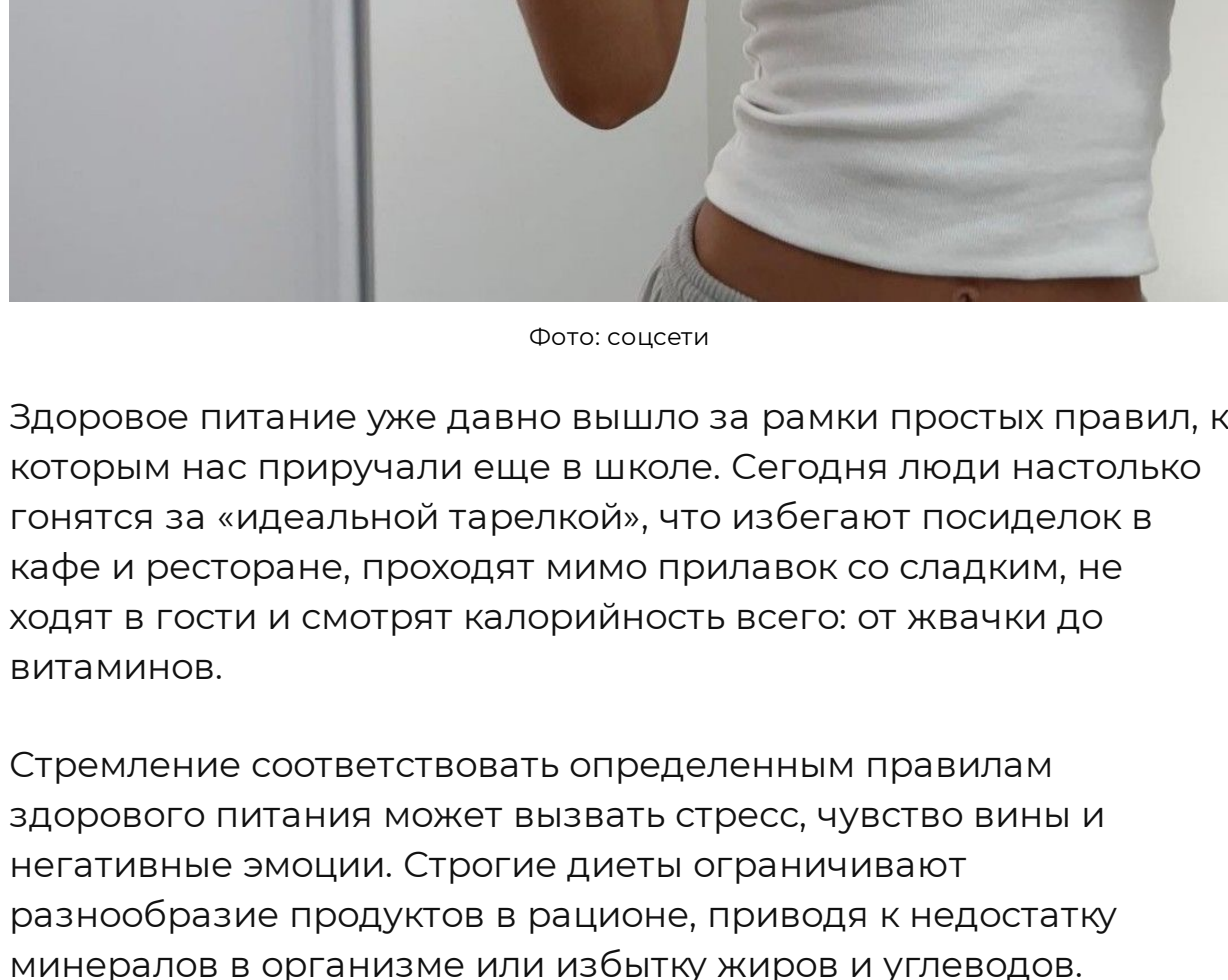 Фото: соцсети
Здоровое питание уже давно вышло за рамки простых правил, к
которым нас приручали еще в школе. Сегодня люди настолько
гонятся за «идеальной тарелкой», что избегают посиделок в
кафе и ресторане, проходят мимо прилавок со сладким, не
ходят в гости и смотрят калорийность всего: от жвачки до
витаминов.
Стремление соответствовать определенным правилам
здорового питания может вызвать стресс, чувство вины и
негативные эмоции. Строгие диеты ограничивают
разнообразие продуктов в рационе, приводя к недостатку
минералов в организме или избытку жиров и углеводов.